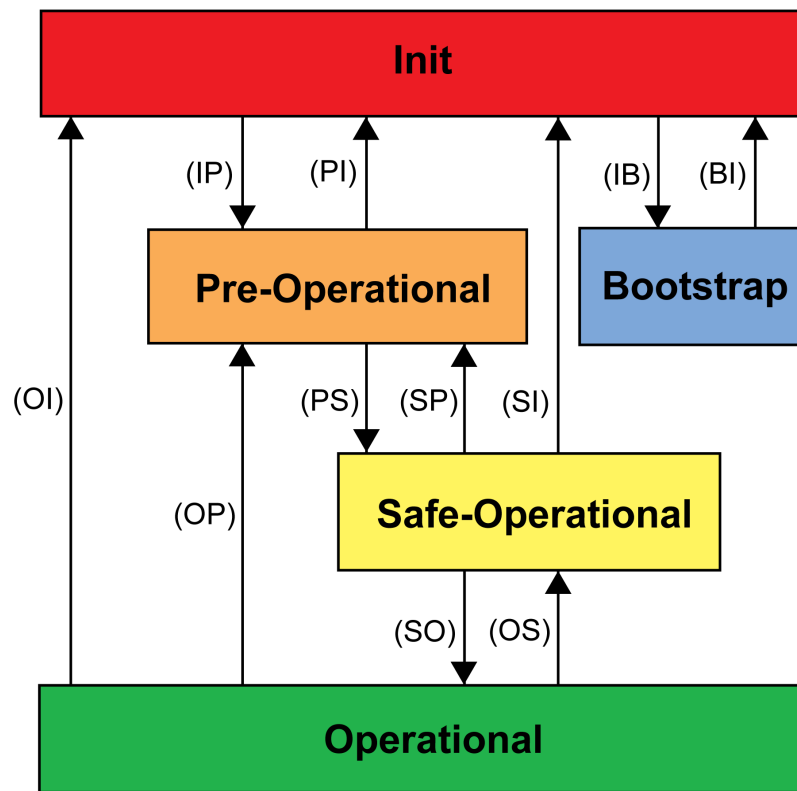 Init
(IP)
(PI)
(IB)
(BI)
Pre-Operational
Bootstrap
(OI)
(PS)
(SP)
(SI)
(OP)
Safe-Operational
(SO)
(OS)
Operational